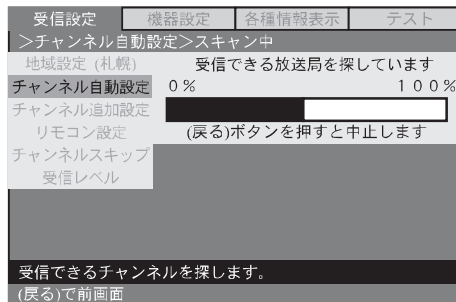 受信設定 機器設定 各種情報表示 テスト
>チャンネル自動設定>スキャン中
地域設定 (札幌)
受信できる放送局を探しています
チャンネル自動設定
0% 100%
チャンネル追加設定
リモコン設定
(戻る)ボタンを押すと中止します
チャンネルスキップ
受信レベル
受信できるチャンネルを探します。
(戻る)で前画面